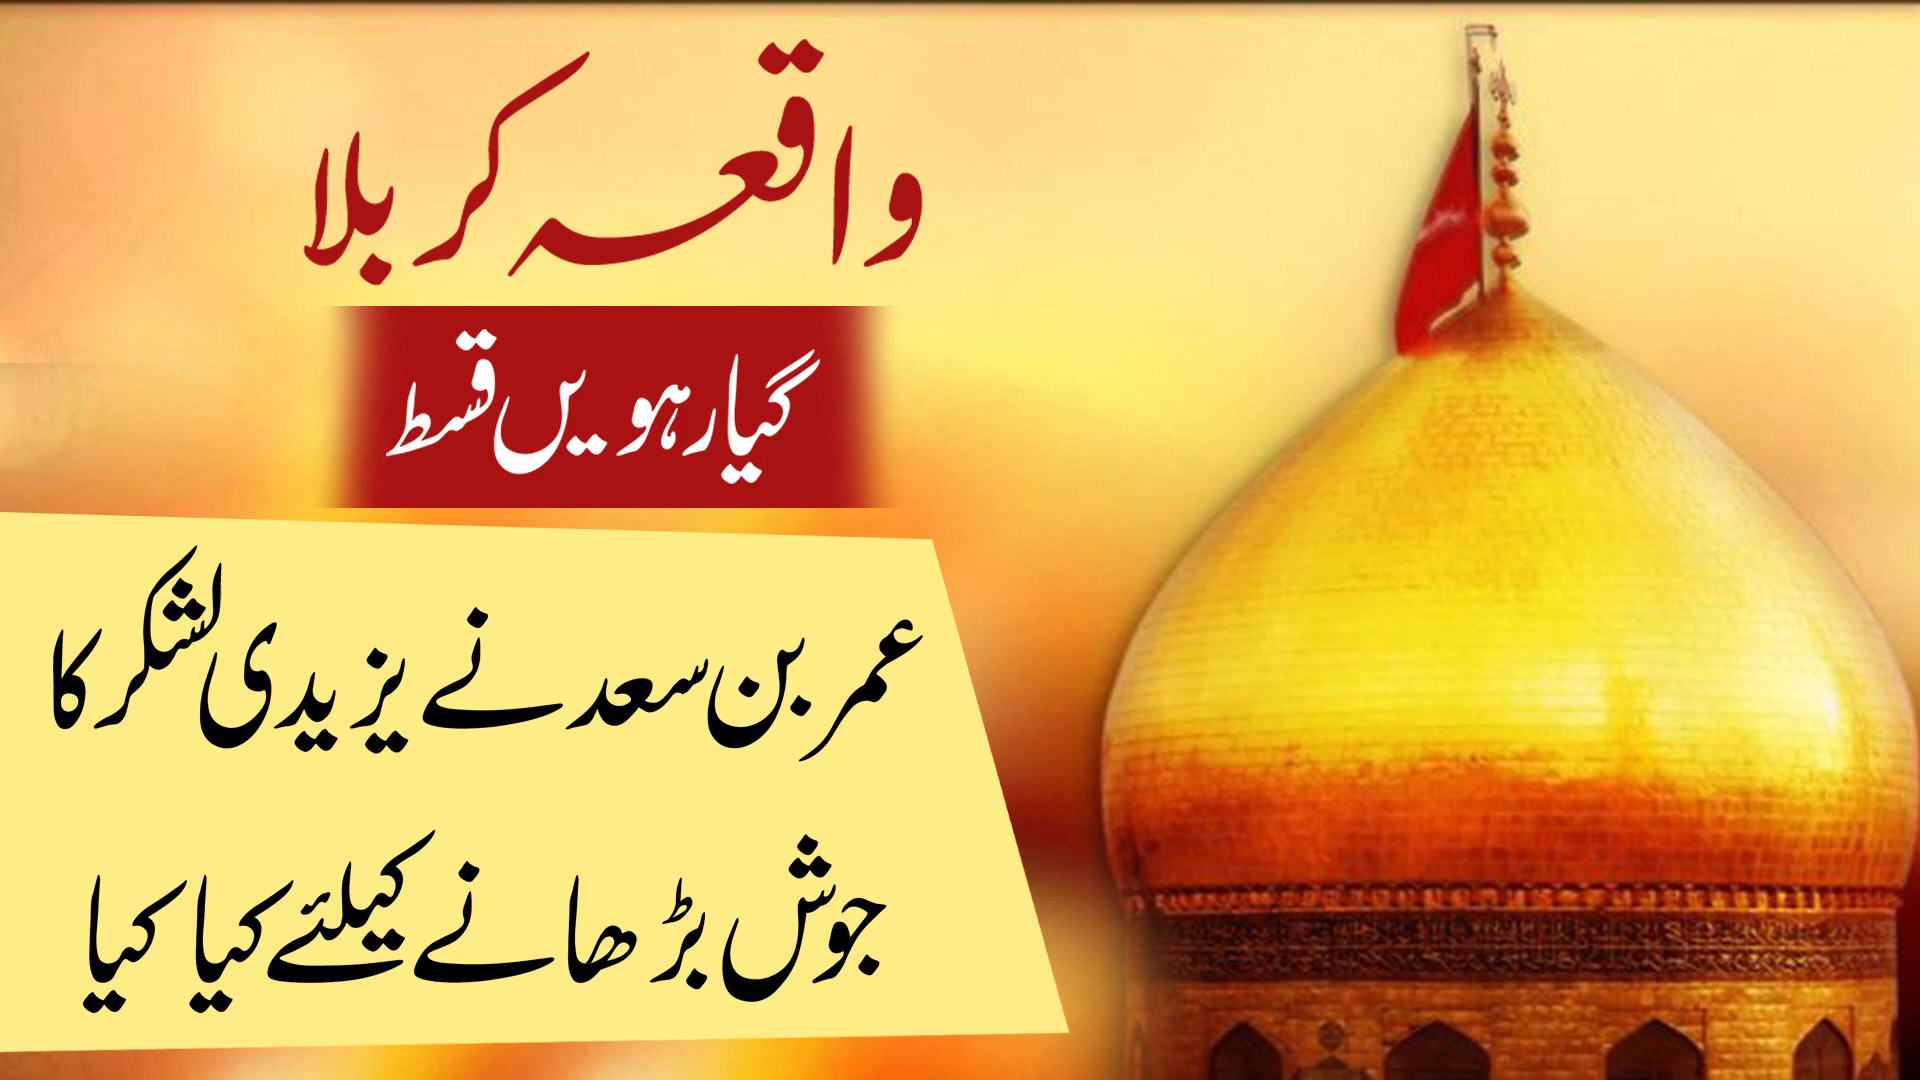 واقعہ کربلا
گیارہویں قسط
عمر بن سعد نے یزیدی لشکر کا
جوش بڑھانے کیلئے کیا کیا